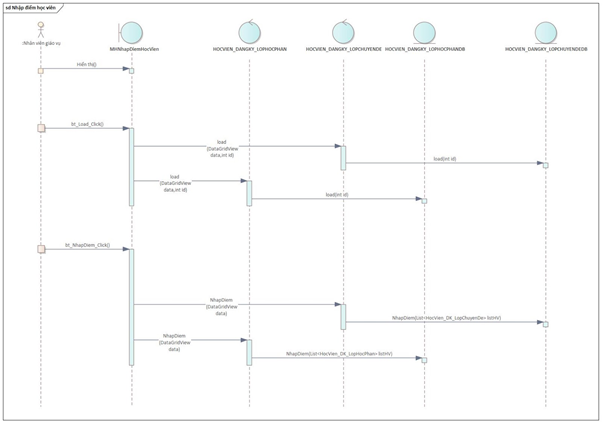 sd Nhập điểm học viên
:Nhân viên giáo vụ
MHNhapDiemHocVien
HOCVIEN_DANGKY_LOPHOCPHAN
HOCVIEN_DANGKY_LOPCHUYENDE
HOCVIEN_DANGKY_LOPHOCPHANDB
HOCVIEN_DANGKY_LOPCHUYENDEDB
Hiển thị()
bt_Load_Click()
load
(DataGridView
data,int id)
load(int id)
load
(DataGridView
data,int id)
load(int id)
bt_NhapDiem_Click()
NhapDiem
(DataGridView
data)
NhapDiem(List<HocVien_DK_LopChuyenDe> listHV)
NhapDiem
(DataGridView
data)
NhapDiem(List<HocVien_DK_LopHocPhan> listHV)